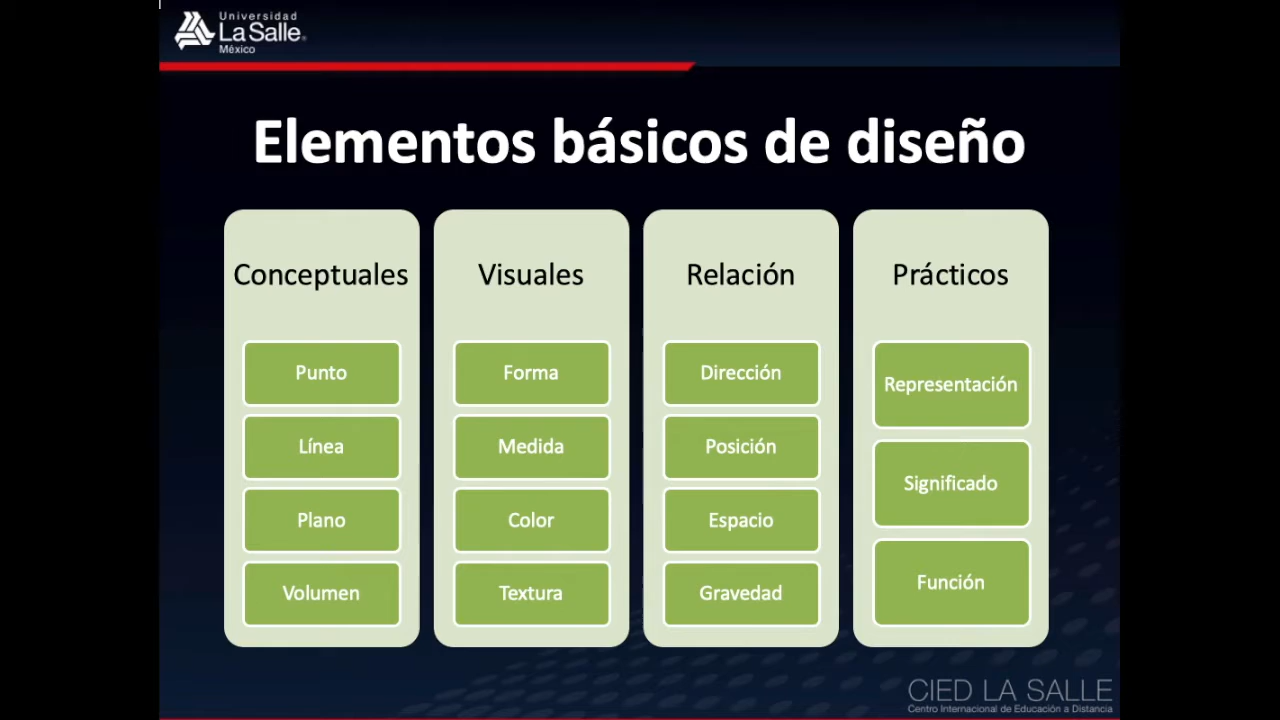 Universidad
La Salle®
México
Elementos básicos de diseño
Conceptuales
Punto
Línea
Plano
Volumen
Visuales
Forma
Medida
Color
Textura
Relación
Dirección
Posición
Espacio
Gravedad
Prácticos
Representación
Significado
Función
CIED LA SALLE
Centro Internacional de Educación a Distancia